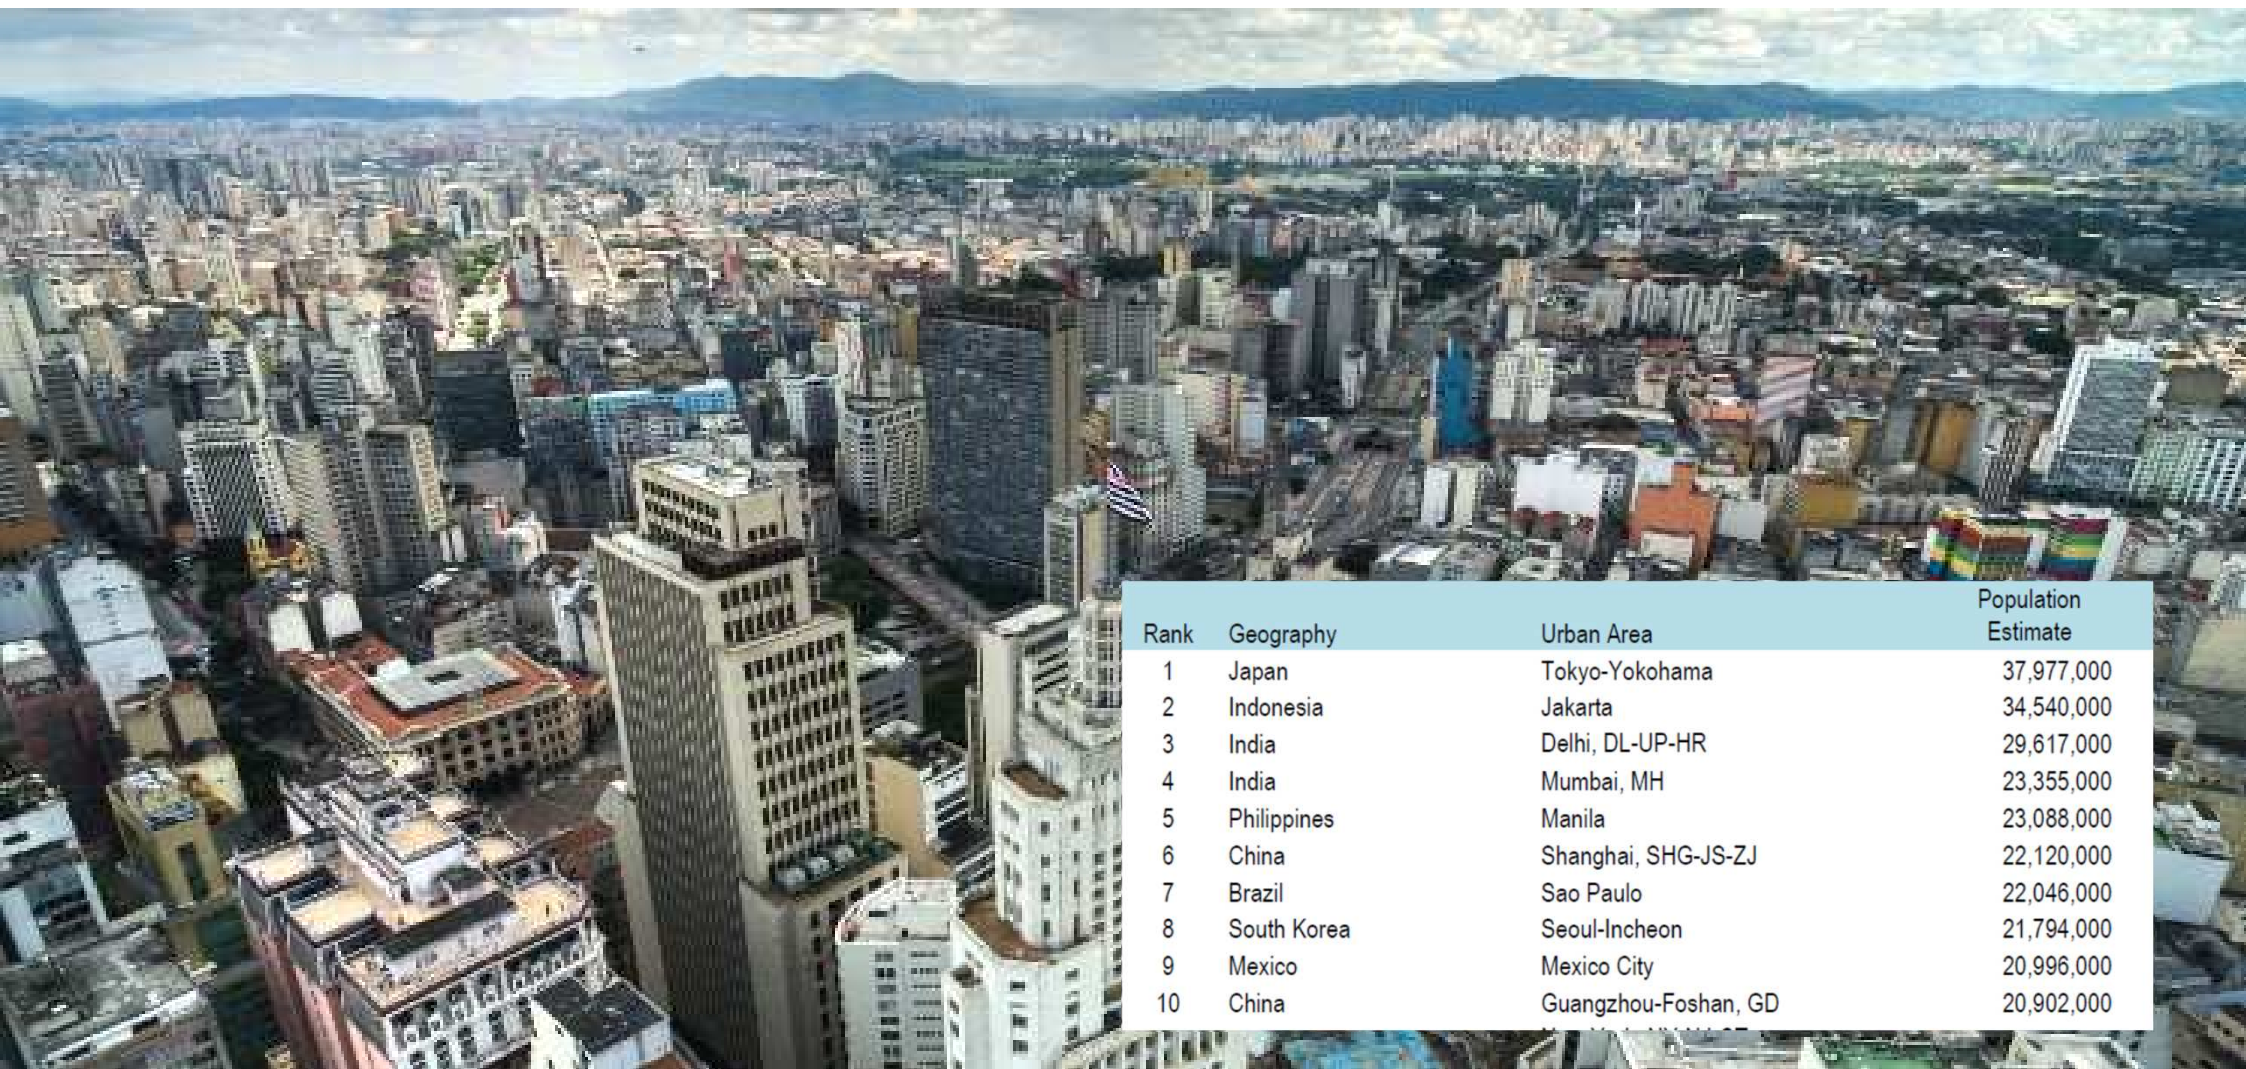 Population
Rank Geography Urban Area Estimate
1 Japan Tokyo-Yokohama 37,977,000
2 Indonesia Jakarta 34,540,000
3 India Delhi, DL-UP-HR 29,617,000
4 India Mumbai, MH 23,355,000
5 Philippines Manila 23,088,000
6 China Shanghai, SHG-JS-ZJ 22,120,000
7 Brazil Sao Paulo 22,046,000
8 South Korea Seoul-Incheon 21,794,000
9 Mexico Mexico City 20,996,000
10 China Guangzhou-Foshan, GD 20,902,000